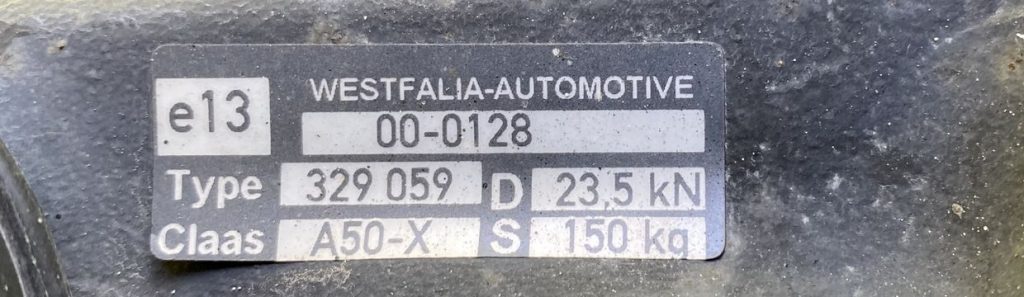 e13
WESTFALIA-AUTOMOTIVE
00-0128
Type 329 059 D 23,5 kN
Claas A50-X S 150 kg